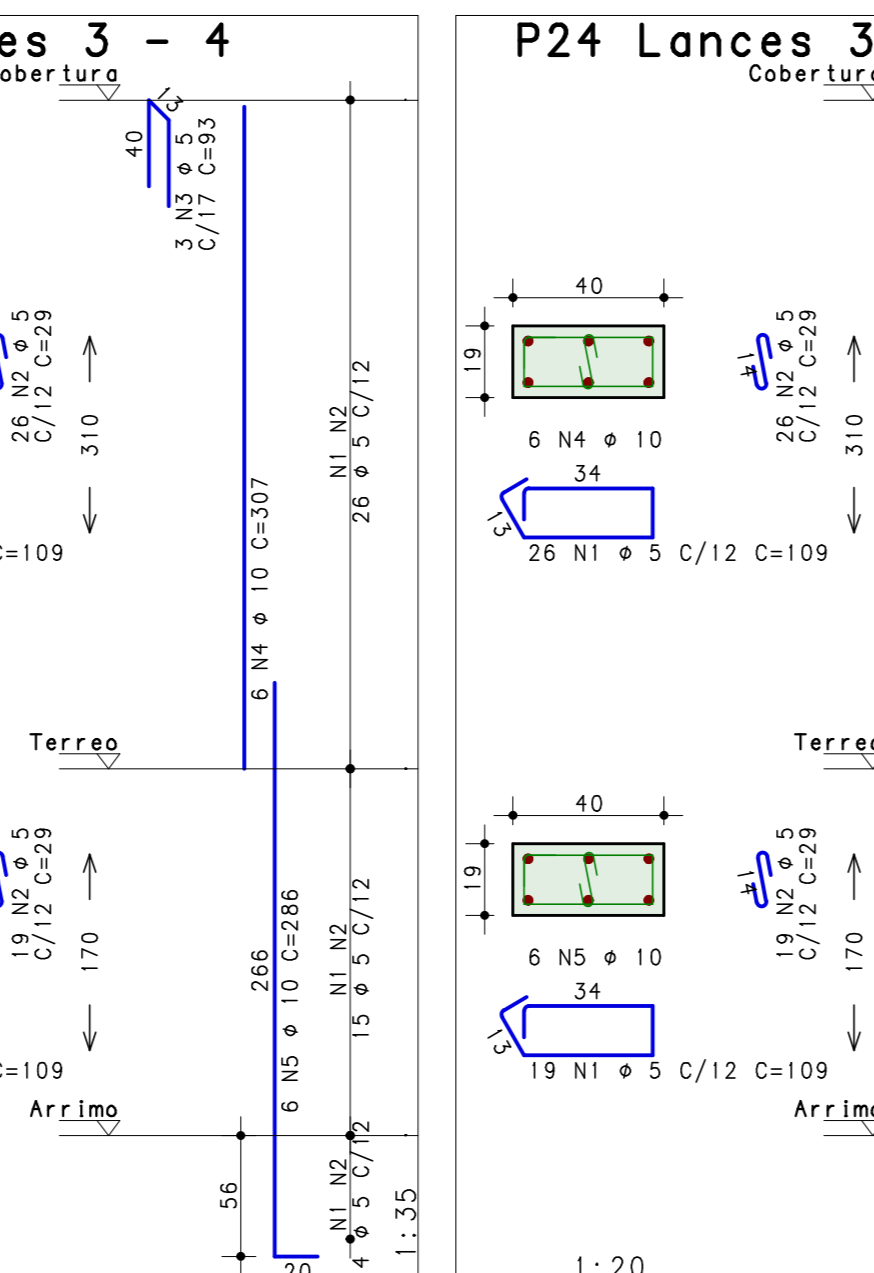 es 3 - 4
obertura
13
40
3 N3 φ 5
C/17 C=93
26 N2 φ 5
C/12 C=29
310
C=109
6 N4 φ 10 C=307
N1 N2
26 φ 5 C/12
Terreo
19 N2 φ 5
C/12 C=29
170
C=109
266
6 N5 φ 10 C=286
N1 N2
15 φ 5 C/12
Arrimo
56
20
N1 N2
4 φ 5 C/12
1:35
P24 Lances 3
Cobertura
40
19
6 N4 φ 10
34
13
26 N1 φ 5 C/12 C=109
14
26 N2 φ 5
C/12 C=29
310
Terreo
40
19
6 N5 φ 10
34
13
19 N1 φ 5 C/12 C=109
14
19 N2 φ 5
C/12 C=29
170
Arrimo
1:20